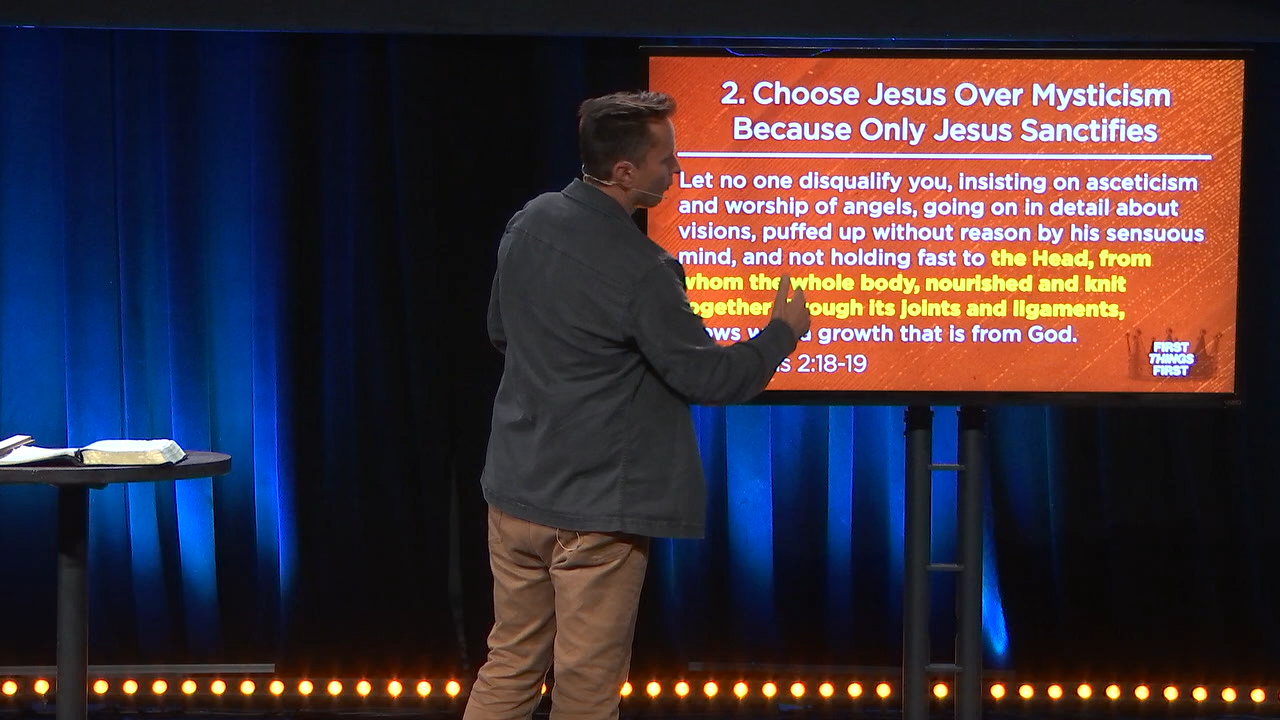 2. Choose Jesus Over Mysticism
Because Only Jesus Sanctifies
Let no one disqualify you, insisting on asceticism
and worship of angels, going on in detail about
visions, puffed up without reason by his sensuous
mind, and not holding fast to the Head, from
whom the whole body, nourished and knit
together through its joints and ligaments,
a growth that is from God.
2:18-19
FIRST
THINGS
FIRST